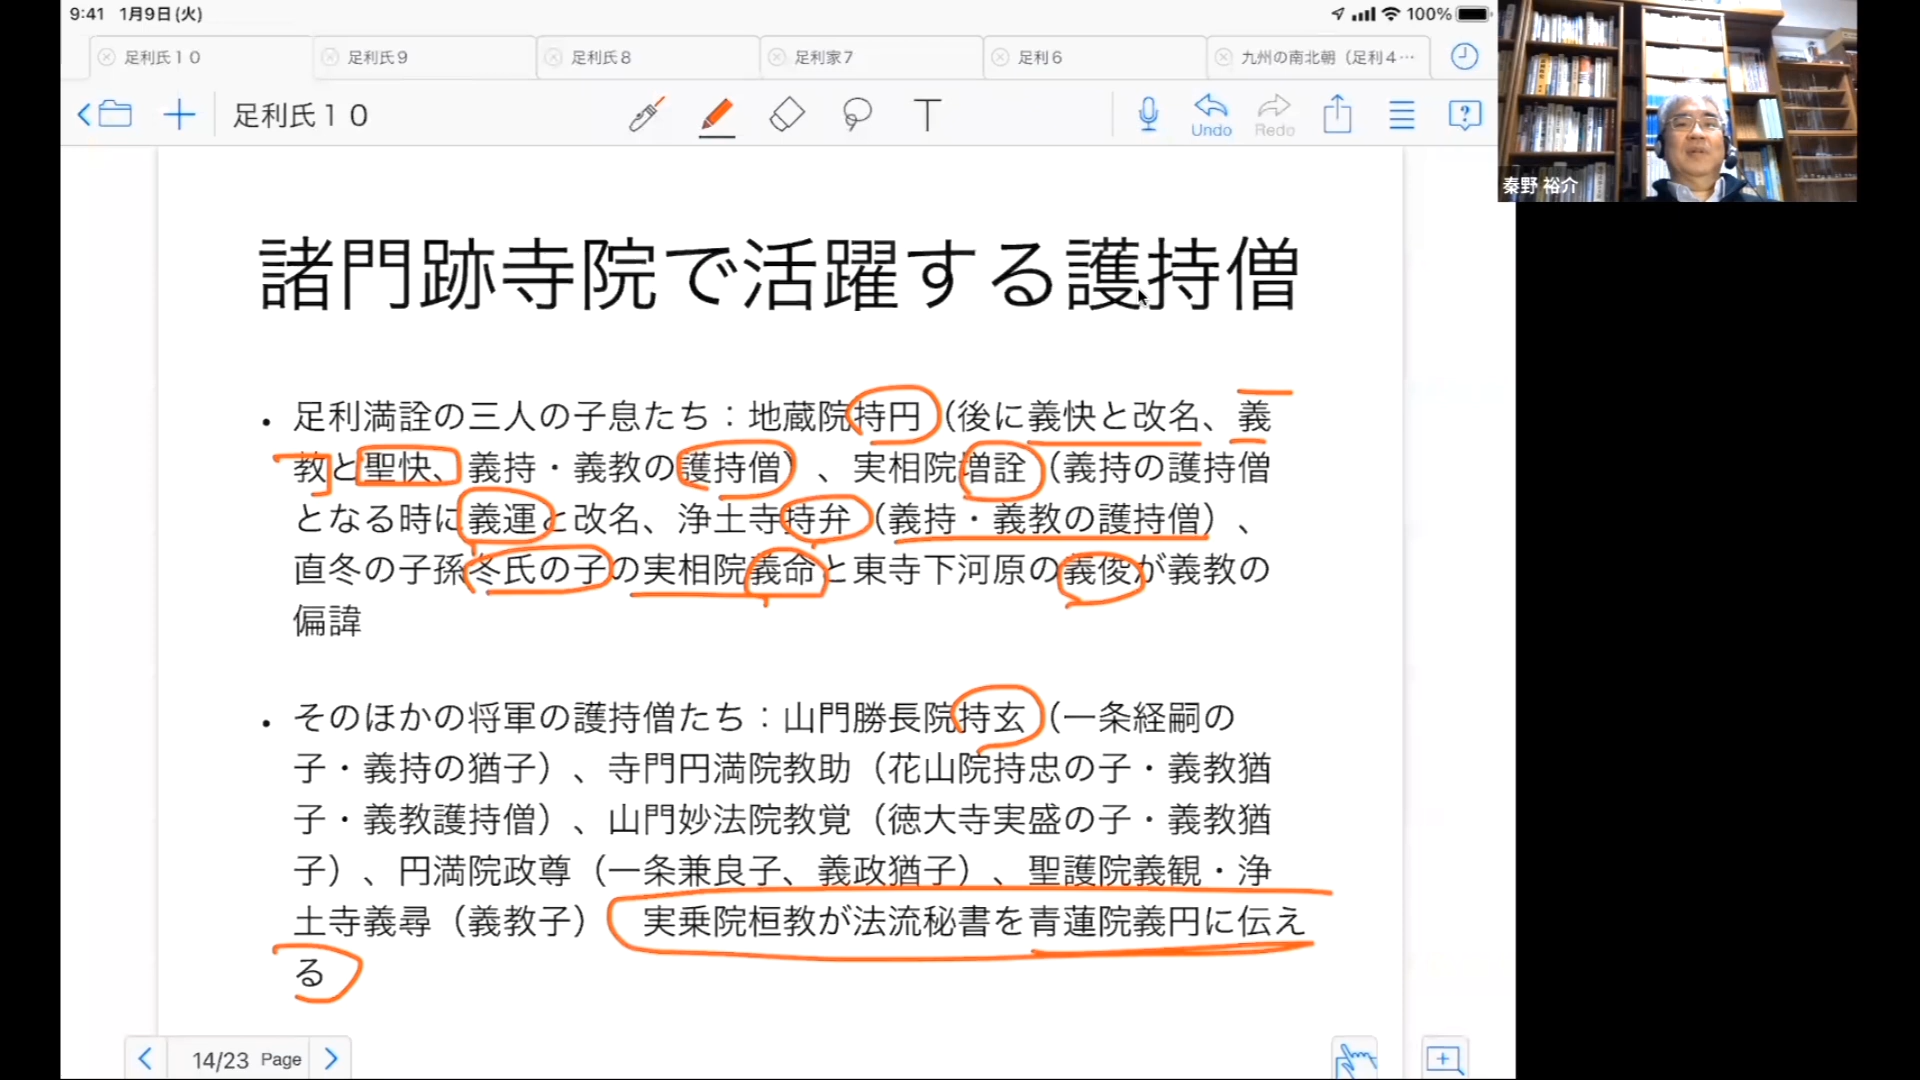 9:41 1月9日(火)
100%
足利氏10
足利氏9
足利氏8
足利家7
足利6
九州の南北朝（足利4…
足利氏10
T
Undo
Redo
秦野 裕介
諸門跡寺院で活躍する護持僧
• 足利満詮の三人の子息たち：地蔵院持円（後に義快と改名、義
教と聖快、義持・義教の護持僧）、実相院増詮（義持の護持僧
となる時に義運と改名、浄土寺持弁（義持・義教の護持僧）、
直冬の子孫冬氏の子の実相院義命と東寺下河原の義俊が義教の
偏諱
• そのほかの将軍の護持僧たち：山門勝長院持玄（一条経嗣の
子・義持の猶子）、寺門円満院教助（花山院持忠の子・義教猶
子・義教護持僧）、山門妙法院教覚（徳大寺実盛の子・義教猶
子）、円満院政尊（一条兼良子、義政猶子）、聖護院義観・浄
土寺義尋（義教子）　実乗院桓教が法流秘書を青蓮院義円に伝え
る
14/23 Page